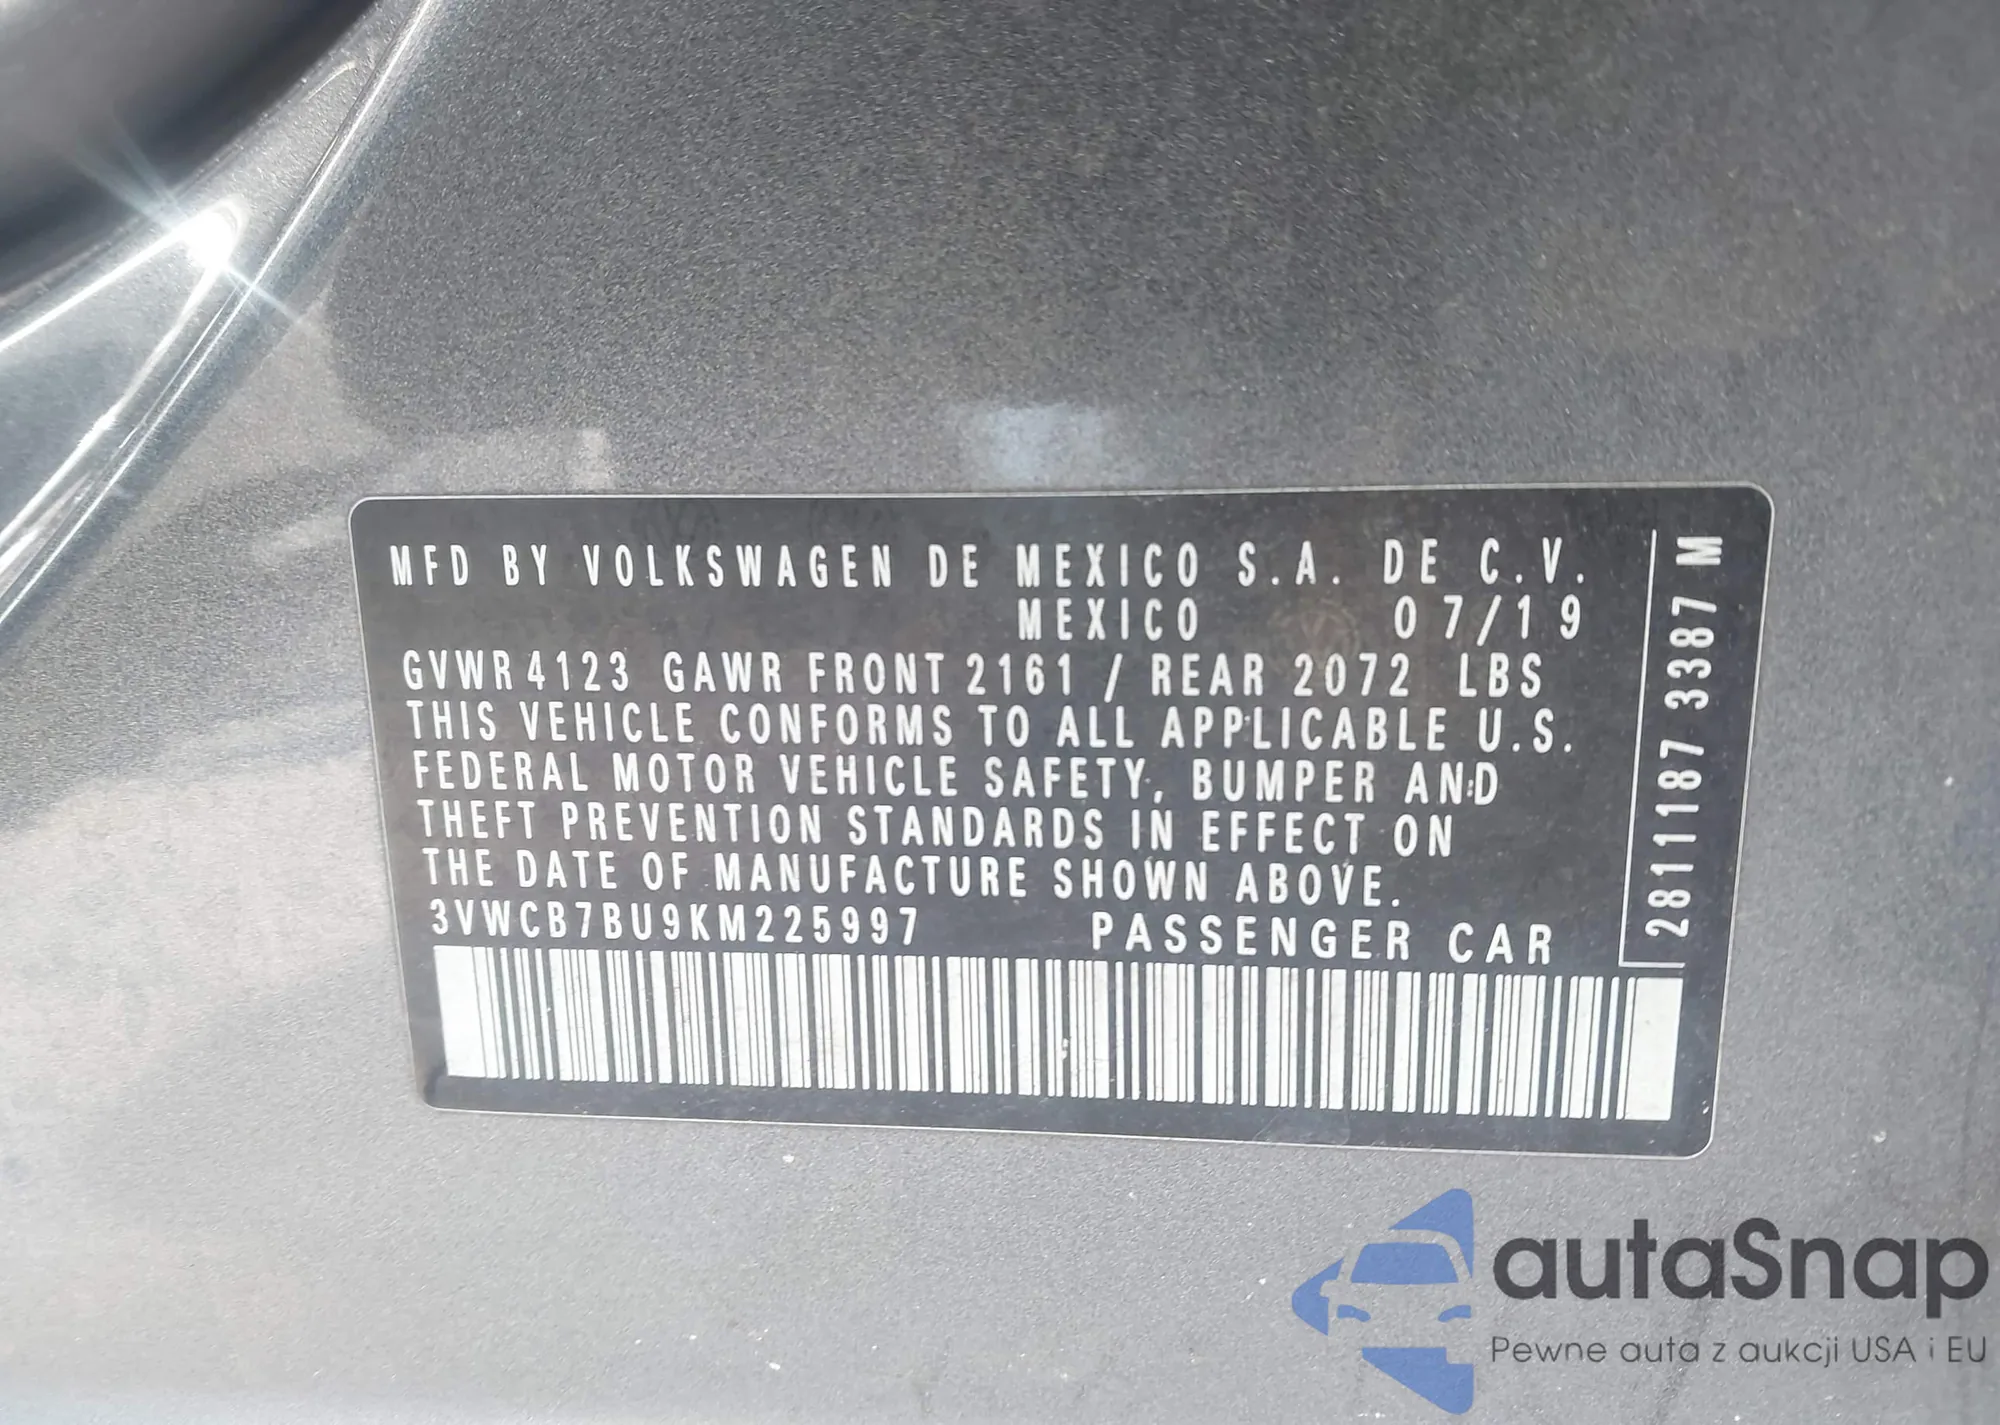 MFD BY VOLKSWAGEN DE MEXICO S.A. DE C.V.
MEXICO 07/19
GVWR 4123 GAWR FRONT 2161 / REAR 2072 LBS
THIS VEHICLE CONFORMS TO ALL APPLICABLE U.S.
FEDERAL MOTOR VEHICLE SAFETY, BUMPER AND
THEFT PREVENTION STANDARDS IN EFFECT ON
THE DATE OF MANUFACTURE SHOWN ABOVE.
3VWCB7BU9KM225997 PASSENGER CAR
2811187 3387 M
autaSnap
Pewne auta z aukcji USA i EU